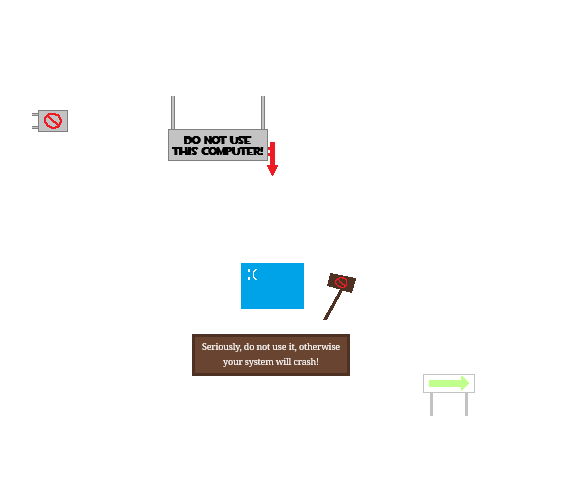 DO NOT USE
THIS COMPUTER!
:(
Seriously, do not use it, otherwise
your system will crash!